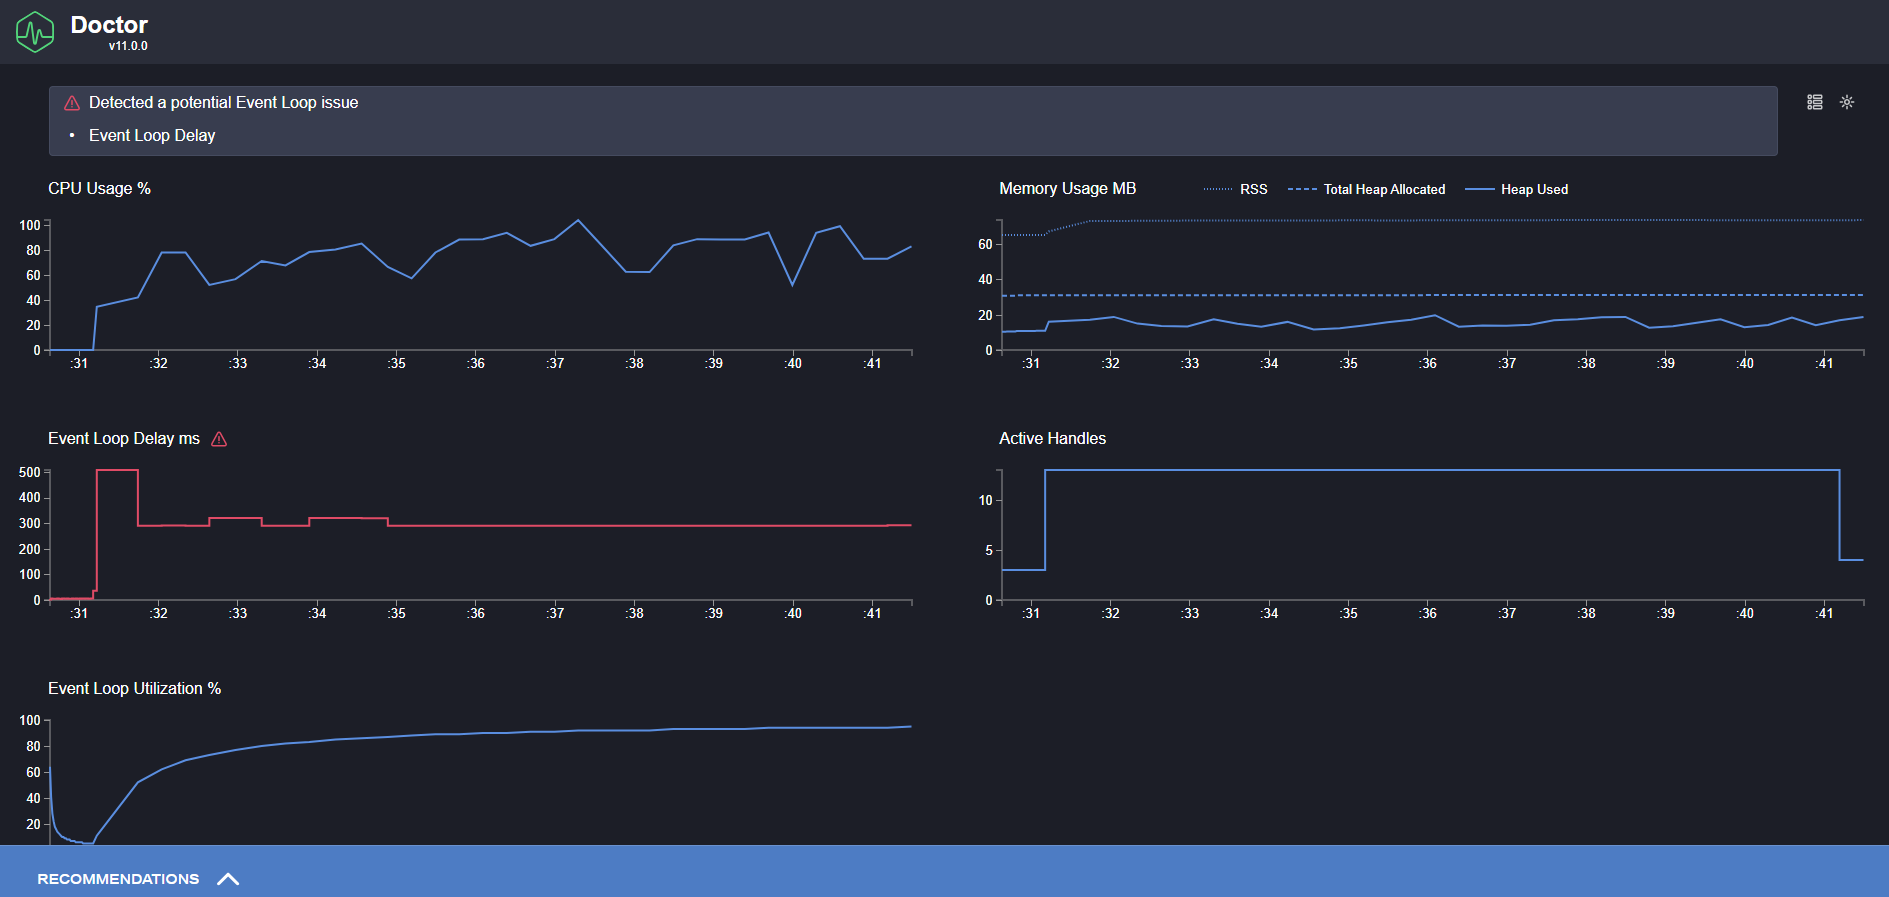 Doctor
v11.0.0
Detected a potential Event Loop issue
• Event Loop Delay
CPU Usage %
100
80
60
40
20
0
:31 :32 :33 :34 :35 :36 :37 :38 :39 :40 :41
Memory Usage MB RSS Total Heap Allocated Heap Used
60
40
20
0
:31 :32 :33 :34 :35 :36 :37 :38 :39 :40 :41
Event Loop Delay ms
500
400
300
200
100
0
:31 :32 :33 :34 :35 :36 :37 :38 :39 :40 :41
Active Handles
10
5
0
:31 :32 :33 :34 :35 :36 :37 :38 :39 :40 :41
Event Loop Utilization %
100
80
60
40
20
RECOMMENDATIONS